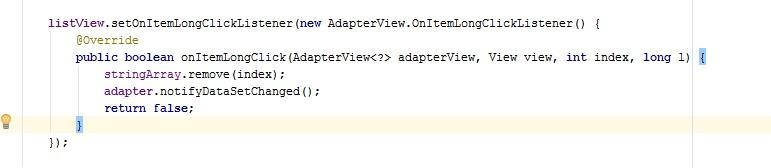 listView.setOnItemLongClickListener(new AdapterView.OnItemLongClickListener() {
@Override
public boolean onItemLongClick(AdapterView<?> adapterView, View view, int index, long l) {
stringArray.remove(index);
adapter.notifyDataSetChanged();
return false;
}
});